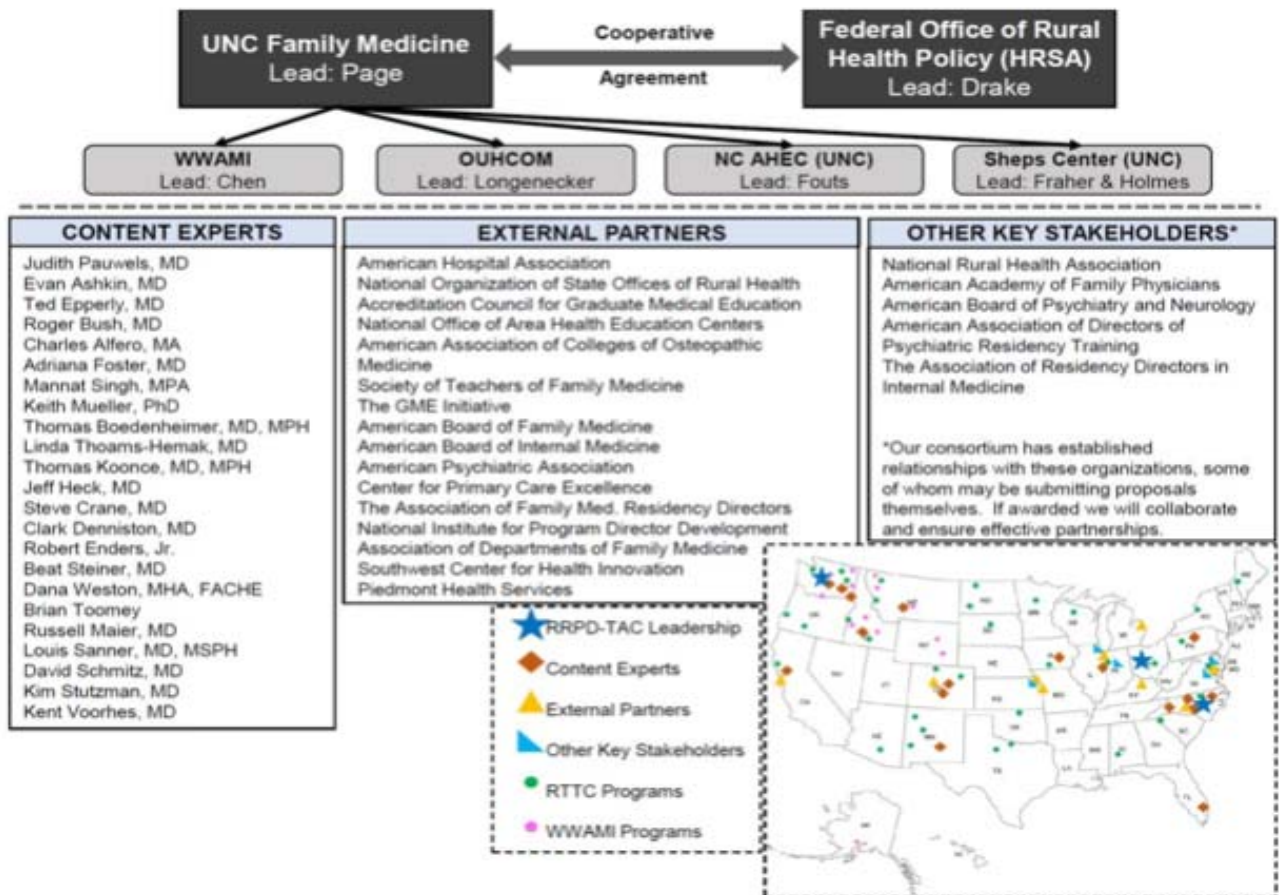 UNC Family Medicine
Lead: Page
Cooperative
Agreement
Federal Office of Rural
Health Policy (HRSA)
Lead: Drake
WWAMI
Lead: Chen
OUHCOM
Lead: Longenecker
NC AHEC (UNC)
Lead: Fouts
Sheps Center (UNC)
Lead: Fraher & Holmes
CONTENT EXPERTS
Judith Pauwels, MD
Evan Ashkin, MD
Ted Epperly, MD
Roger Bush, MD
Charles Alfero, MA
Adriana Foster, MD
Mannat Singh, MPA
Keith Mueller, PhD
Thomas Boedenheimer, MD, MPH
Linda Thoams-Hemak, MD
Thomas Koonce, MD, MPH
Jeff Heck, MD
Steve Crane, MD
Clark Denniston, MD
Robert Enders, Jr.
Beat Steiner, MD
Dana Weston, MHA, FACHE
Brian Toomey
Russell Maier, MD
Louis Sanner, MD, MSPH
David Schmitz, MD
Kim Stutzman, MD
Kent Voorhes, MD
EXTERNAL PARTNERS
American Hospital Association
National Organization of State Offices of Rural Health
Accreditation Council for Graduate Medical Education
National Office of Area Health Education Centers
American Association of Colleges of Osteopathic
Medicine
Society of Teachers of Family Medicine
The GME Initiative
American Board of Family Medicine
American Board of Internal Medicine
American Psychiatric Association
Center for Primary Care Excellence
The Association of Family Med. Residency Directors
National Institute for Program Director Development
Association of Departments of Family Medicine
Southwest Center for Health Innovation
Piedmont Health Services
OTHER KEY STAKEHOLDERS*
National Rural Health Association
American Academy of Family Physicians
American Board of Psychiatry and Neurology
American Association of Directors of
Psychiatric Residency Training
The Association of Residency Directors in
Internal Medicine
*Our consortium has established
relationships with these organizations, some
of whom may be submitting proposals
themselves. If awarded we will collaborate
and ensure effective partnerships.
RRPD-TAC Leadership
Content Experts
External Partners
Other Key Stakeholders
RTTC Programs
WWAMI Programs